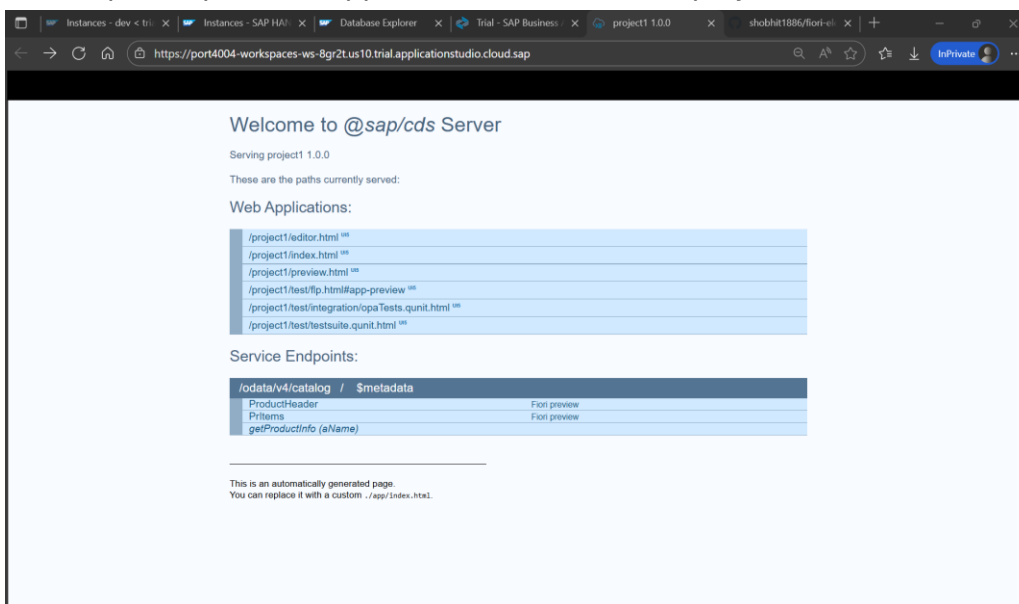 Instances - dev < tri
Instances - SAP HAN
Database Explorer
Trial - SAP Business
project1 1.0.0
shobhit1886/fiori-el
https://port4004-workspaces-ws-8gr2t.us10.trial.applicationstudio.cloud.sap
InPrivate
Welcome to @sap/cds Server
Serving project1 1.0.0
These are the paths currently served:
Web Applications:
/project1/editor.html
/project1/index.html
/project1/preview.html
/project1/test/flp.html#app-preview
/project1/test/integration/opaTests.qunit.html
/project1/test/testsuite.qunit.html
Service Endpoints:
/odata/v4/catalog / $metadata
ProductHeader Fiori preview
PrItems Fiori preview
getProductInfo (aName)
This is an automatically generated page.
You can replace it with a custom ./app/index.html.